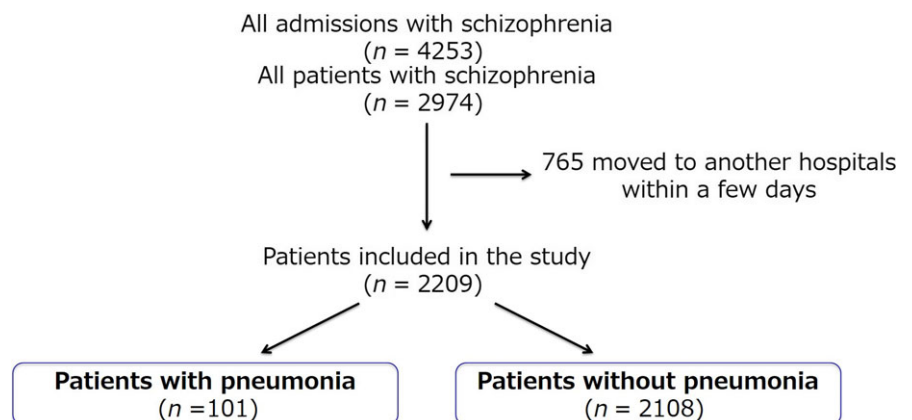 All admissions with schizophrenia
(n = 4253)
All patients with schizophrenia
(n = 2974)
765 moved to another hospitals
within a few days
Patients included in the study
(n = 2209)
Patients with pneumonia
(n =101)
Patients without pneumonia
(n = 2108)